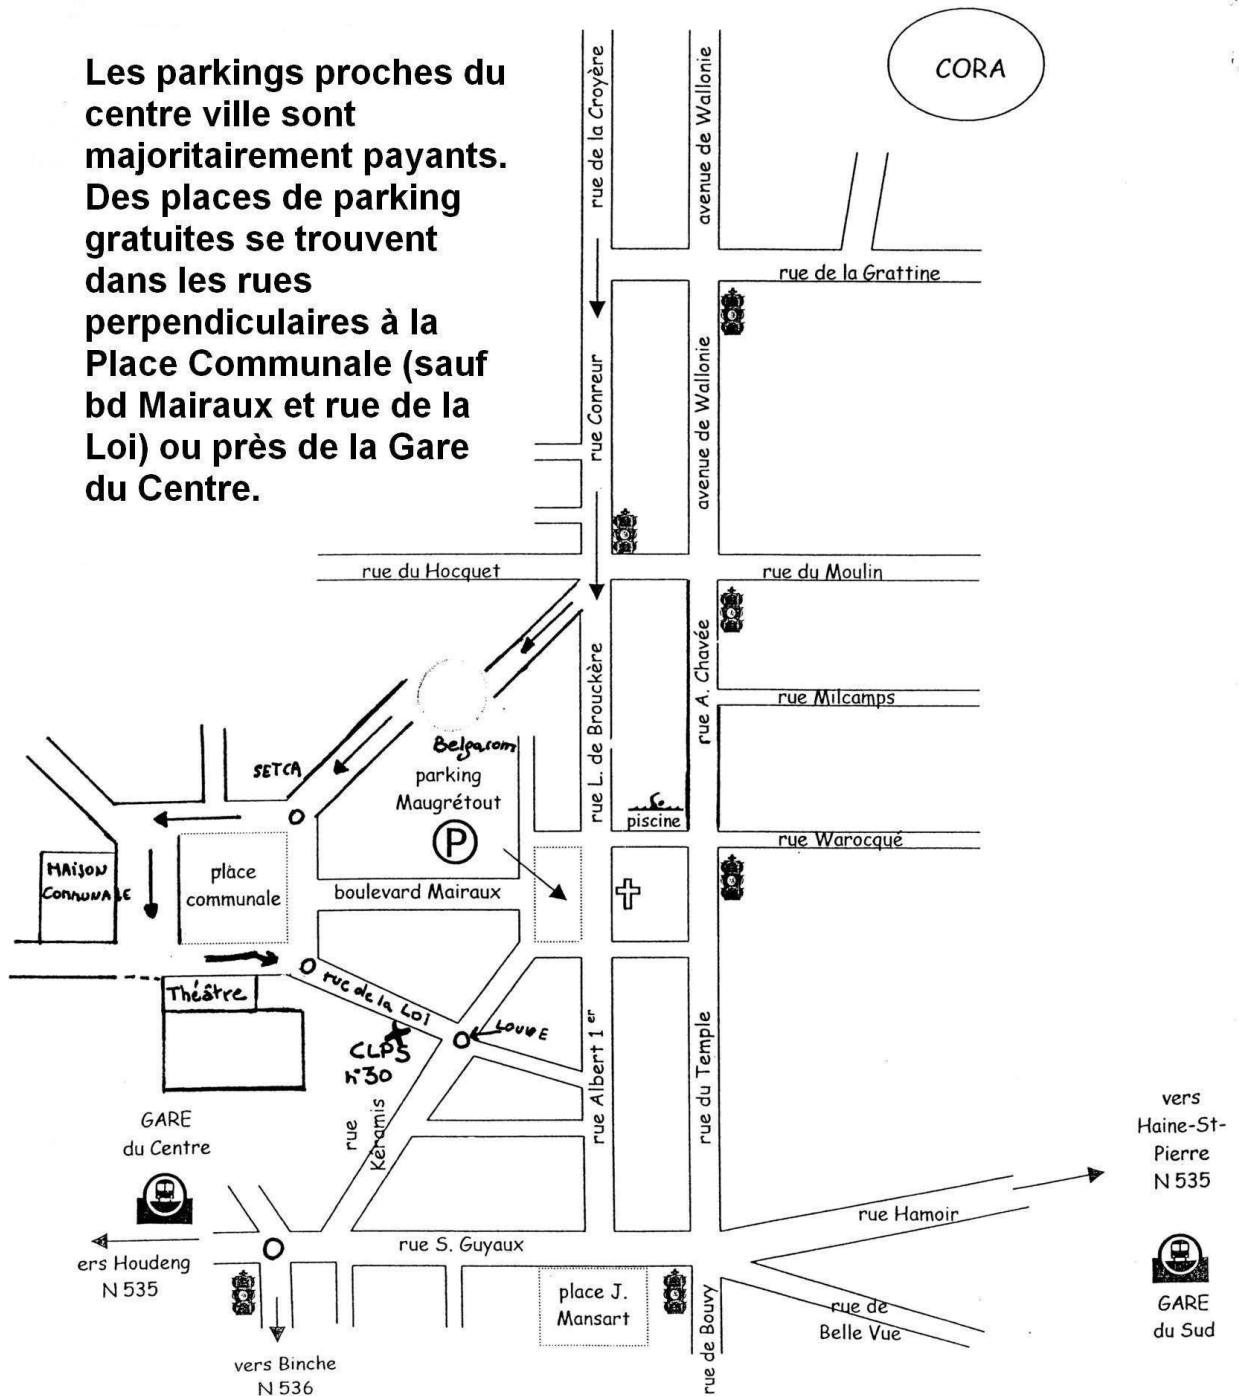 Les parkings proches du
centre ville sont
majoritairement payants.
Des places de parking
gratuites se trouvent
dans les rues
perpendiculaires à la
Place Communale (sauf
bd Mairaux et rue de la
Loi) ou près de la Gare
du Centre.
CORA
rue de la Croyère
avenue de Wallonie
rue de la Grattine
rue Conreur
avenue de Wallonie
rue du Hocquet
rue du Moulin
rue L. de Brouckère
rue A. Chavée
rue Milcamps
Belgacom
SETCA
parking
Maugrétout
P
piscine
rue Warocqué
MAISON
COMMUNALE
place
communale
boulevard Mairaux
Théâtre
rue de la Loi
LOUVE
CLPS
n°30
rue Albert 1er
rue du Temple
rue
Kéramis
GARE
du Centre
vers
Haine-St-
Pierre
N 535
rue Hamoir
rue S. Guyaux
ers Houdeng
N 535
place J.
Mansart
rue de Bouvy
rue de
Belle Vue
GARE
du Sud
vers Binche
N 536